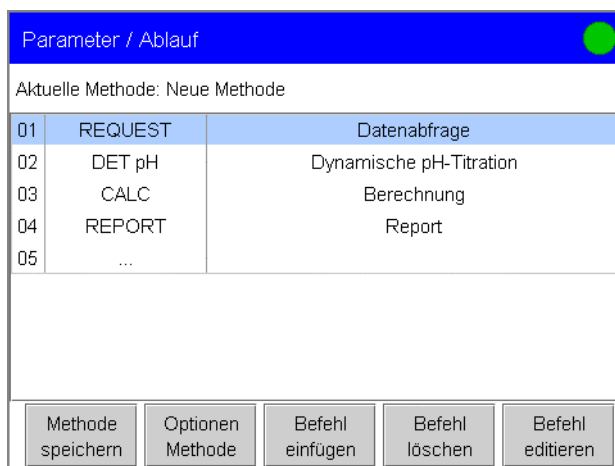 Parameter / Ablauf
Aktuelle Methode: Neue Methode
01 REQUEST Datenabfrage
02 DET pH Dynamische pH-Titration
03 CALC Berechnung
04 REPORT Report
05 ...
Methode speichern
Optionen Methode
Befehl einfügen
Befehl löschen
Befehl editieren